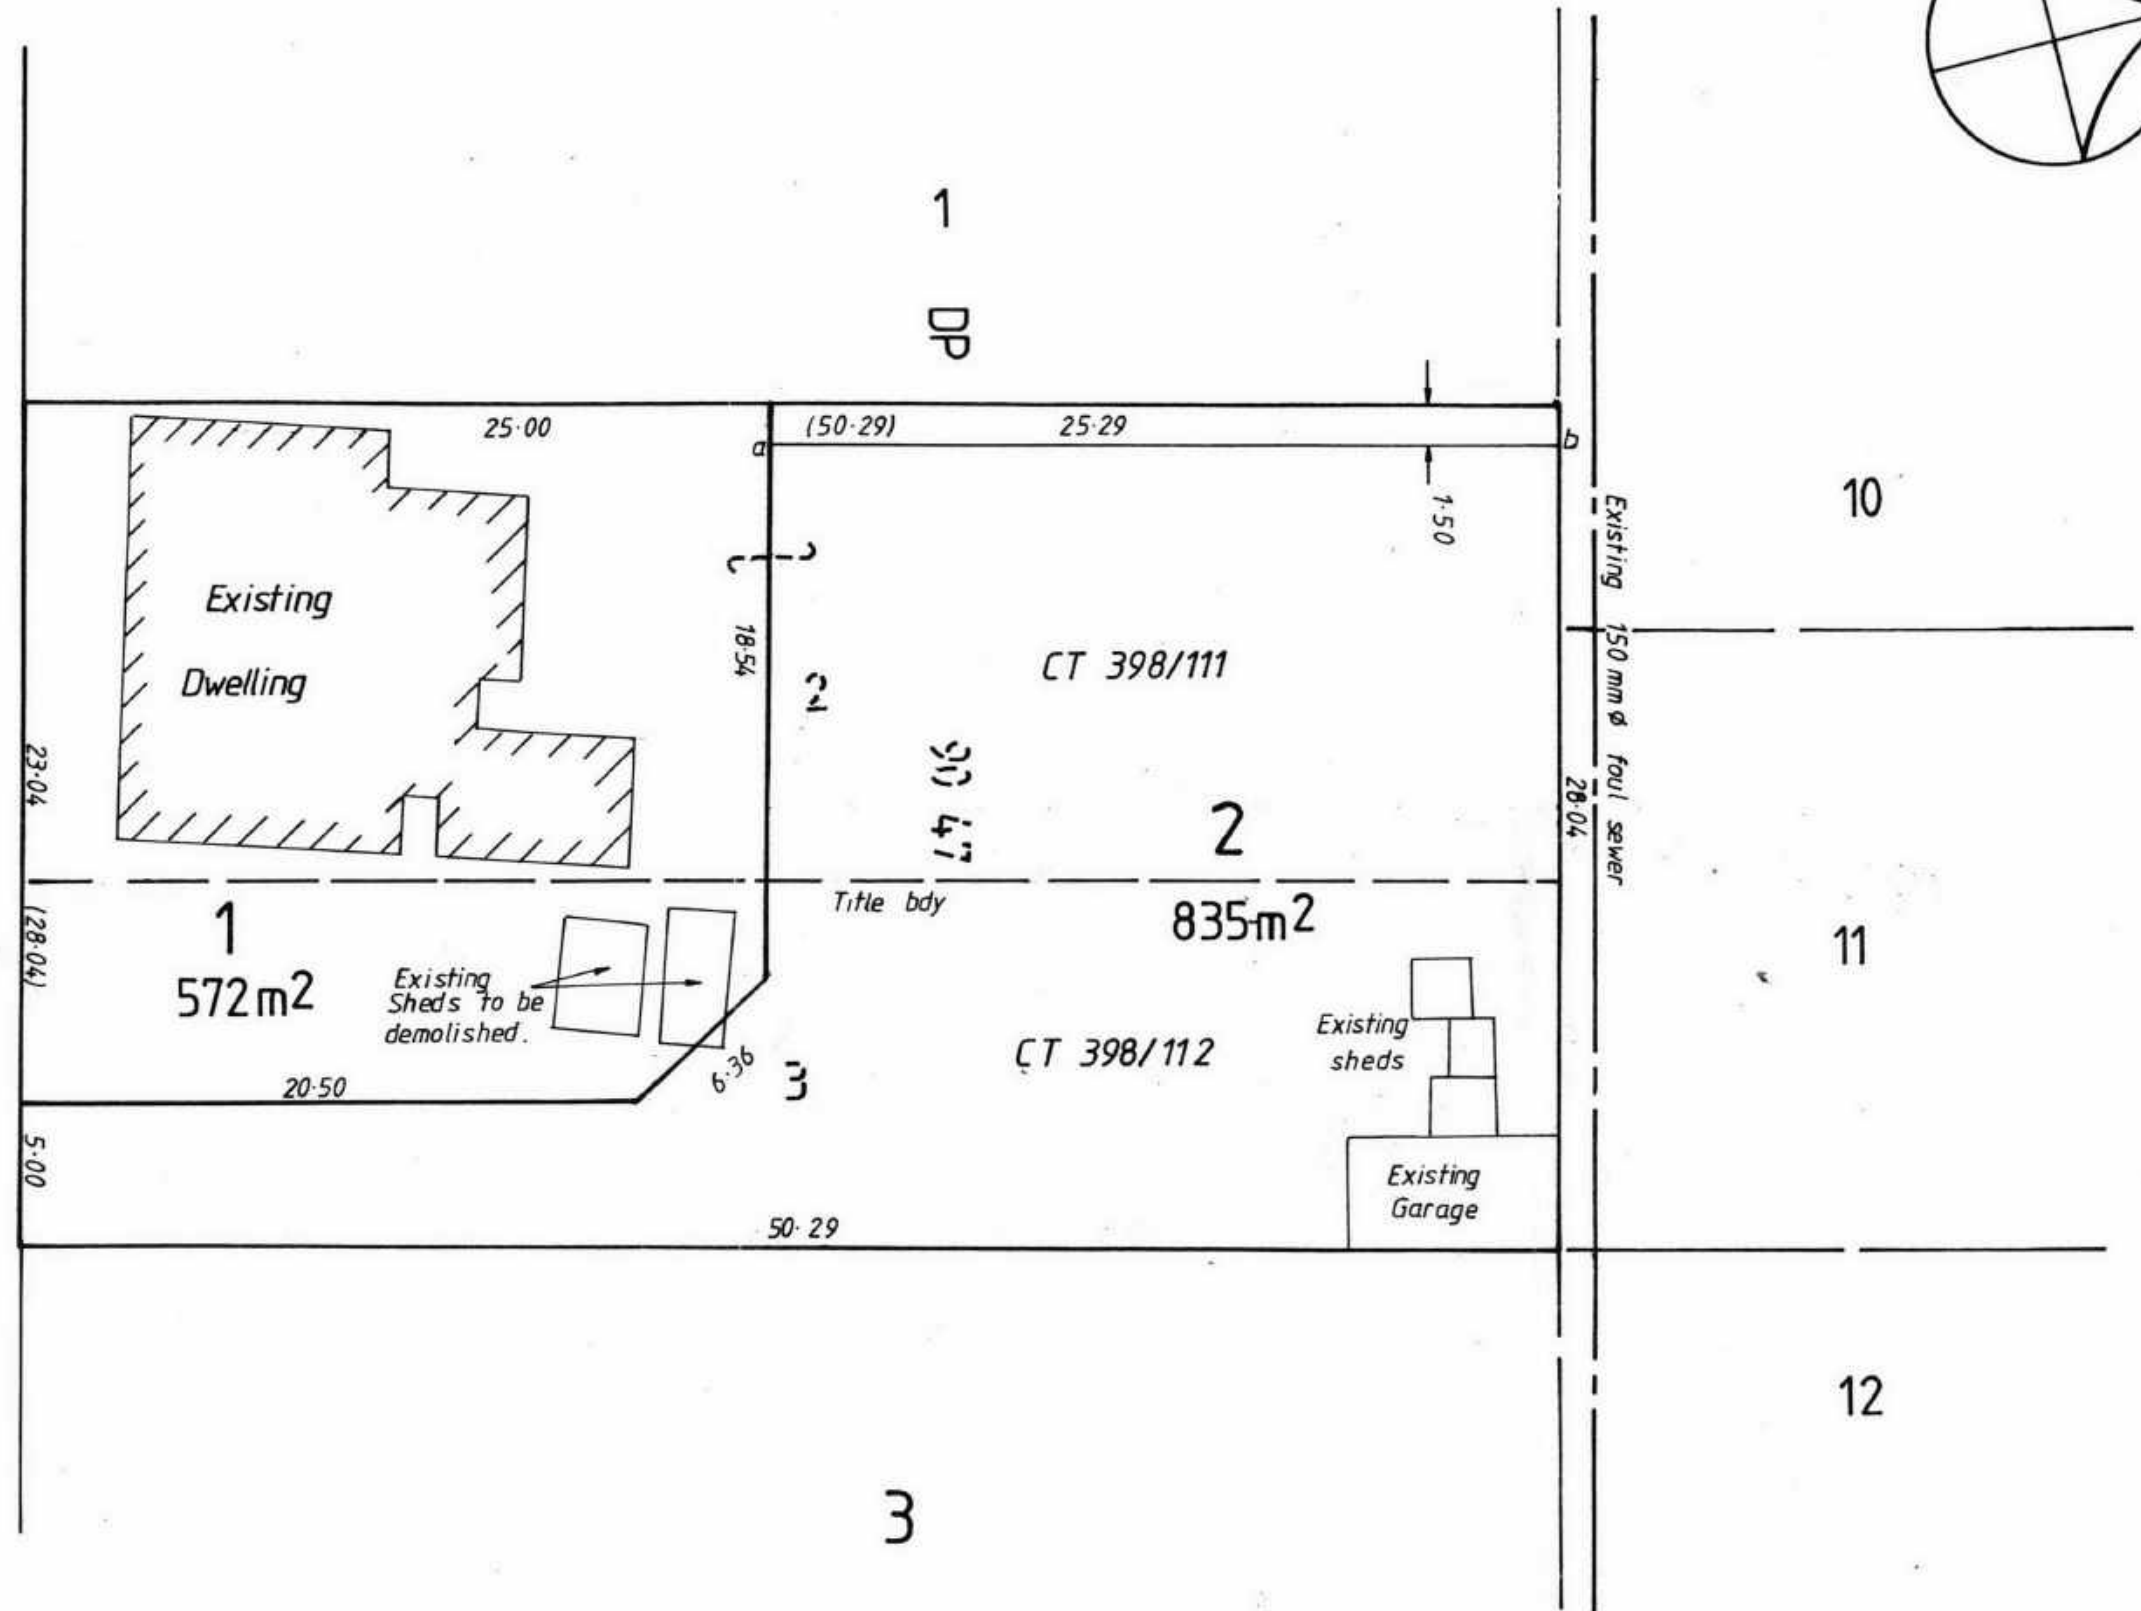 1
DP
25·00
(50·29)
25·29
a
b
1·50
10
Existing 150mmØ foul sewer
Existing
Dwelling
18·54
2
CT 398/111
23·04
28·04
2
Title bdy
835m2
11
1
572m2
(28·04)
Existing
Sheds to be
demolished.
CT 398/112
Existing
sheds
6·36
3
20·50
5·00
Existing
Garage
50·29
12
3